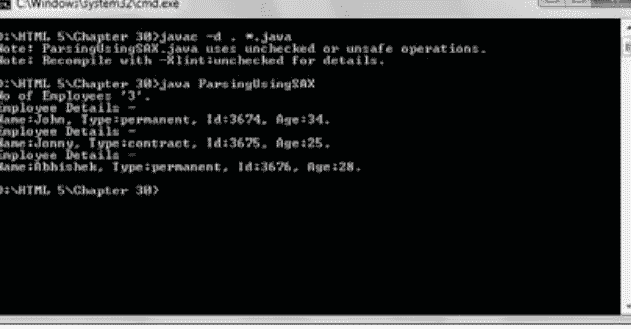 C:\Windows\system32\cmd.exe
D:\HTML 5\Chapter 30>javac -d . *.java
Note: ParsingUsingSAX.java uses unchecked or unsafe operations.
Note: Recompile with -Xlint:unchecked for details.
D:\HTML 5\Chapter 30>java ParsingUsingSAX
No of Employees '3'.
Employee Details -
Name:John, Type:permanent, Id:3674, Age:34.
Employee Details -
Name:Jonny, Type:contract, Id:3675, Age:25.
Employee Details -
Name:Abhishek, Type:permanent, Id:3676, Age:28.
D:\HTML 5\Chapter 30>